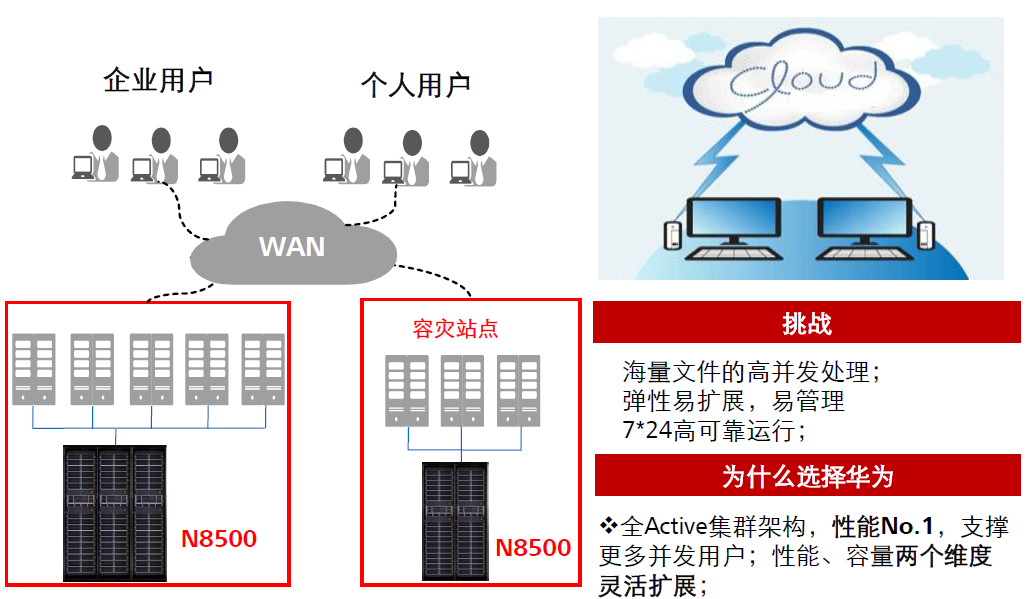 企业用户
个人用户
WAN
容灾站点
N8500
N8500
Cloud
挑战
海量文件的高并发处理；
弹性易扩展，易管理
7*24高可靠运行；
为什么选择华为
❖全Active集群架构，性能No.1，支撑
更多并发用户；性能、容量两个维度
灵活扩展；